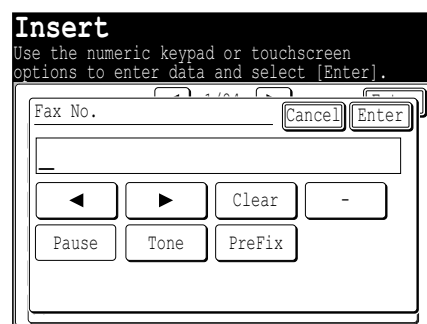 Insert
Use the numeric keypad or touchscreen
options to enter data and select [Enter].
Fax No.
Cancel Enter
◀ ▶ Clear -
Pause Tone PreFix